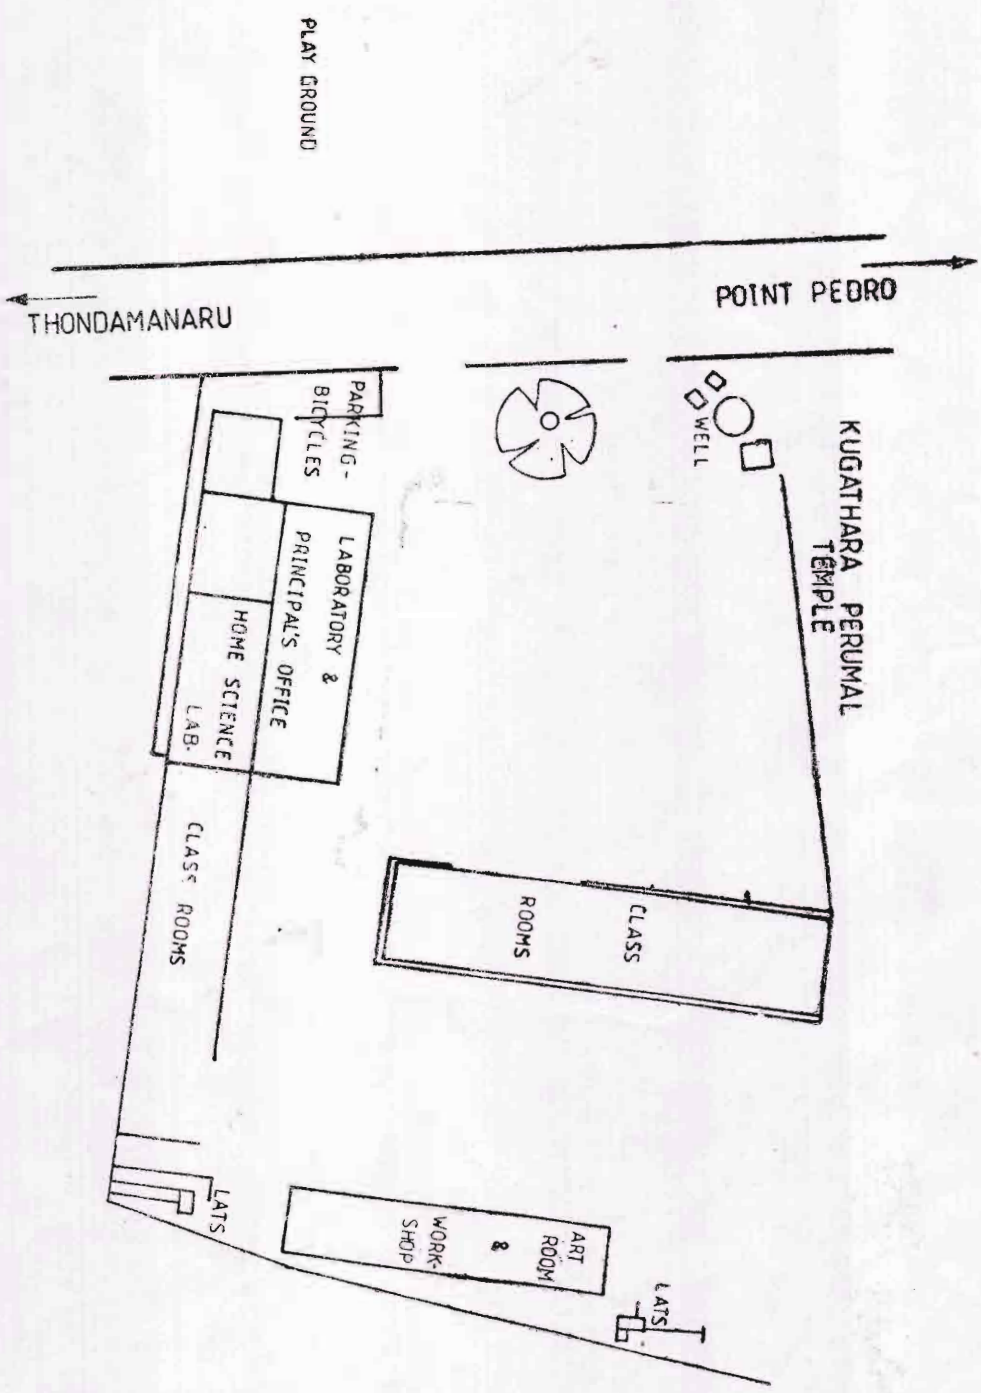 PLAY GROUND
POINT PEDRO
THONDAMANARU
PARKING-
BICYCLES
WELL
KUGATHARA PERUMAL
TEMPLE
LABORATORY &
PRINCIPAL'S OFFICE
HOME SCIENCE
LAB.
CLASS ROOMS
CLASS
ROOMS
LATS
ART
ROOM
&
WORK-
SHOP
LATS